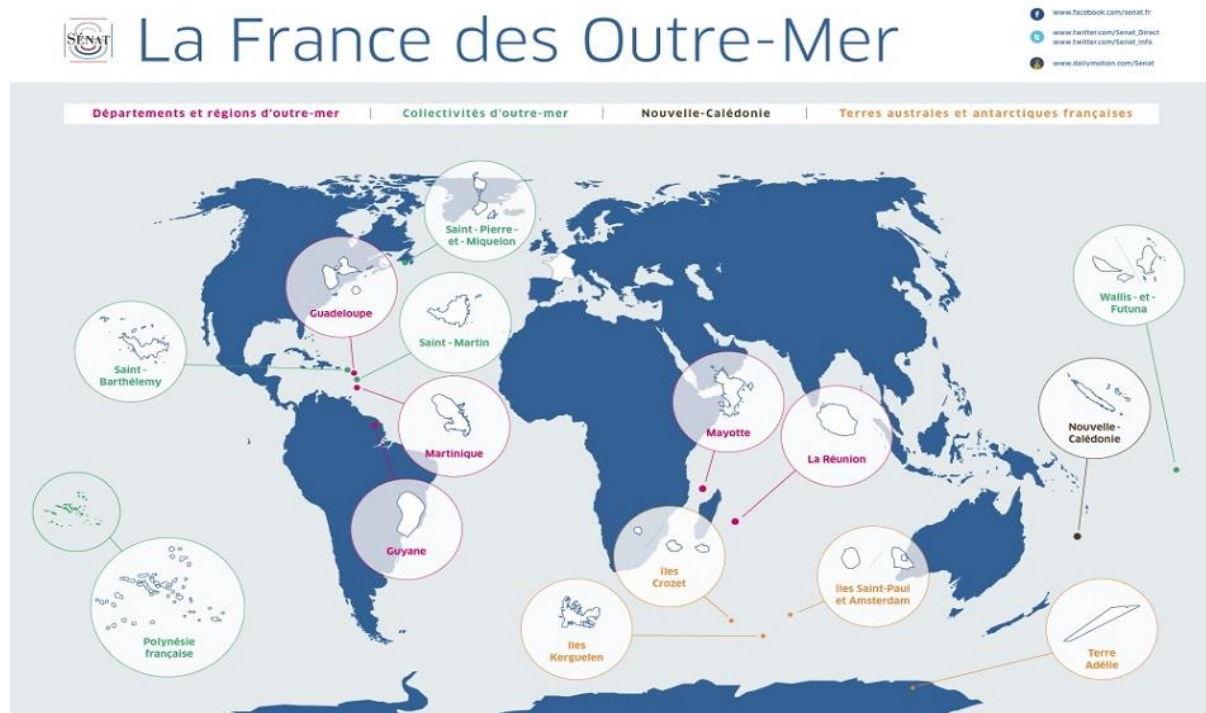 SÉNAT
La France des Outre-Mer
www.facebook.com/senat.fr
www.twitter.com/Senat_Direct
www.twitter.com/Senat_Info
www.dailymotion.com/Senat
Départements et régions d'outre-mer | Collectivités d'outre-mer | Nouvelle-Calédonie | Terres australes et antarctiques françaises
Saint - Pierre -
et - Miquelon
Guadeloupe
Saint - Martin
Saint -
Barthélemy
Martinique
Guyane
Polynésie
française
Mayotte
La Réunion
Wallis - et -
Futuna
Nouvelle -
Calédonie
îles
Crozet
îles Saint-Paul
et Amsterdam
îles
Kerguelen
Terre
Adélie